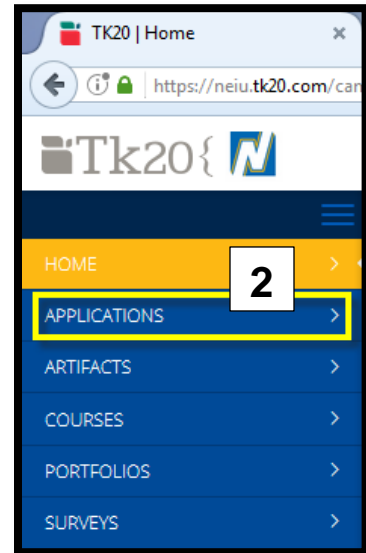 TK20 | Home ×
https://neiu.tk20.com/can
Tk20{ N
HOME
2
APPLICATIONS
ARTIFACTS
COURSES
PORTFOLIOS
SURVEYS